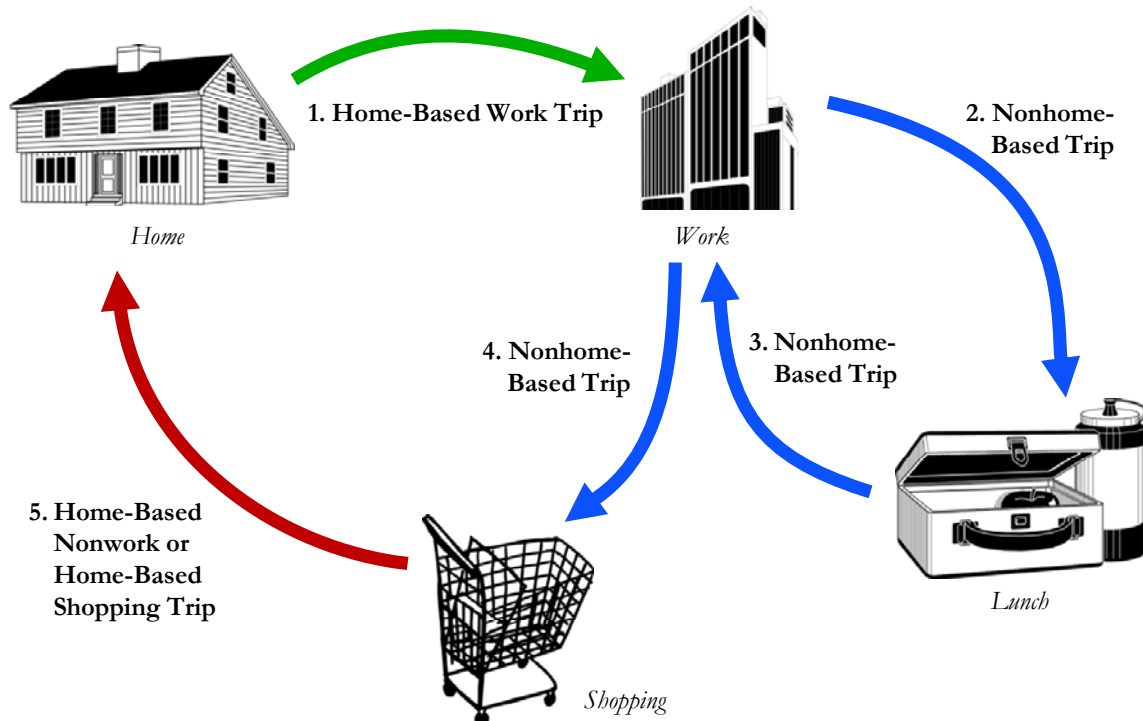 1. Home-Based Work Trip
2. Nonhome-
Based Trip
Home
Work
4. Nonhome-
Based Trip
3. Nonhome-
Based Trip
5. Home-Based
Nonwork or
Home-Based
Shopping Trip
Lunch
Shopping